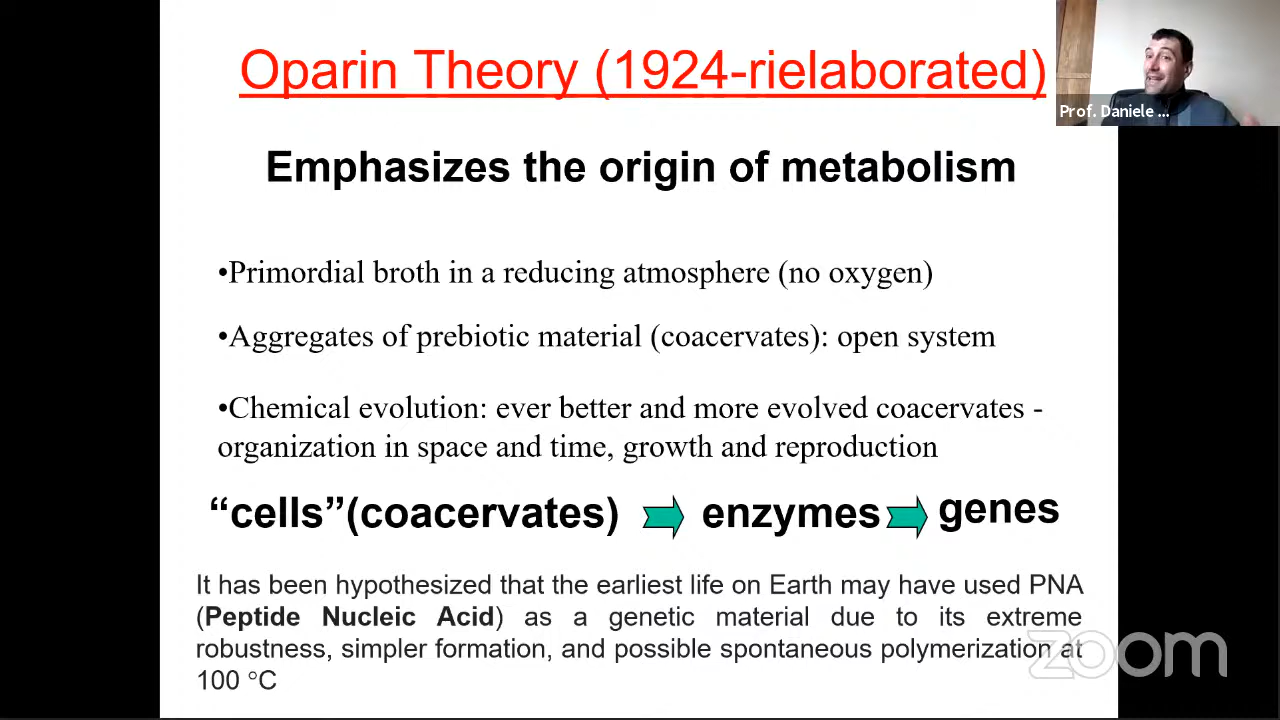 Oparin Theory (1924-rielaborated)
Prof. Daniele ...
Emphasizes the origin of metabolism
•Primordial broth in a reducing atmosphere (no oxygen)
•Aggregates of prebiotic material (coacervates): open system
•Chemical evolution: ever better and more evolved coacervates -
organization in space and time, growth and reproduction
“cells”(coacervates) enzymes genes
It has been hypothesized that the earliest life on Earth may have used PNA
(Peptide Nucleic Acid) as a genetic material due to its extreme
robustness, simpler formation, and possible spontaneous polymerization at
100 °C
zoom